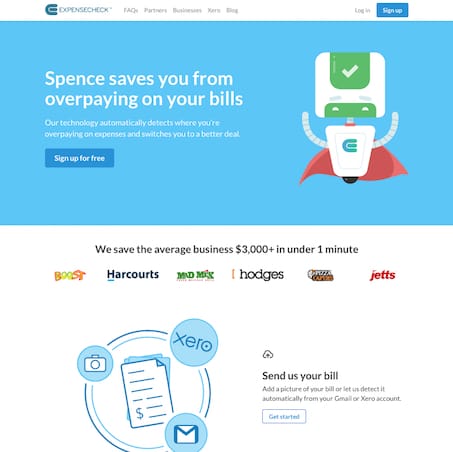 EXPENSECHECK™
FAQs Partners Businesses Xero Blog
Log in Sign up
Spence saves you from
overpaying on your bills
Our technology automatically detects where you're
overpaying on expenses and switches you to a better deal.
Sign up for free
We save the average business $3,000+ in under 1 minute
BOOST
Harcourts
MAD MEX
hodges
PIZZA
CAPERS
jetts
xero
$
Send us your bill
Add a picture of your bill or let us detect it
automatically from your Gmail or Xero account.
Get started